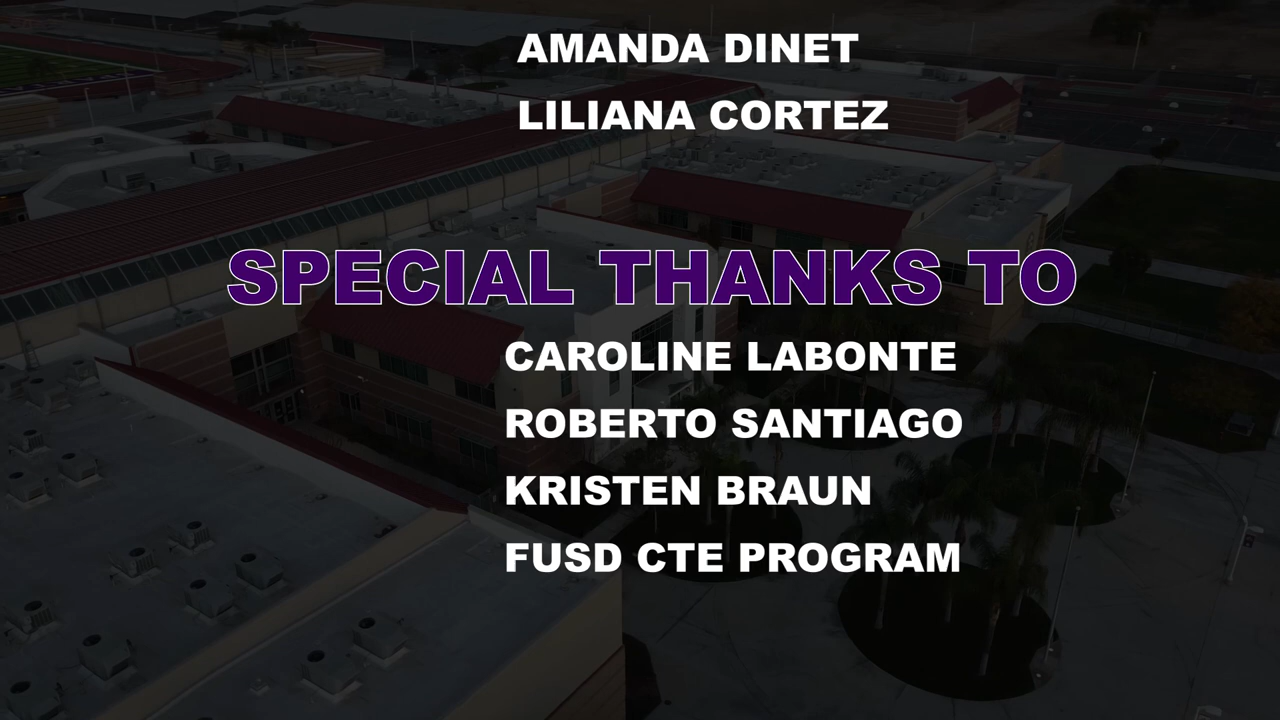 AMANDA DINET
LILIANA CORTEZ
SPECIAL THANKS TO
CAROLINE LABONTE
ROBERTO SANTIAGO
KRISTEN BRAUN
FUSD CTE PROGRAM